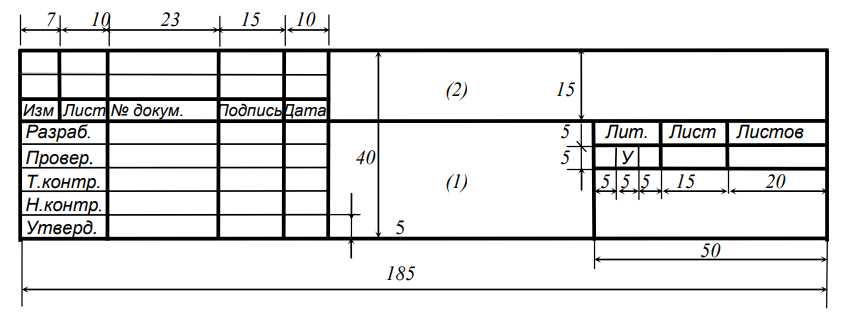 7 10 23 15 10
(2) 15
Изм Лист № докум. Подпись Дата
Разраб. 5 Лит. Лист Листов
Провер. 40 5 У
Т.контр. (1) 5 5 5 15 20
Н.контр.
Утверд. 5
50
185